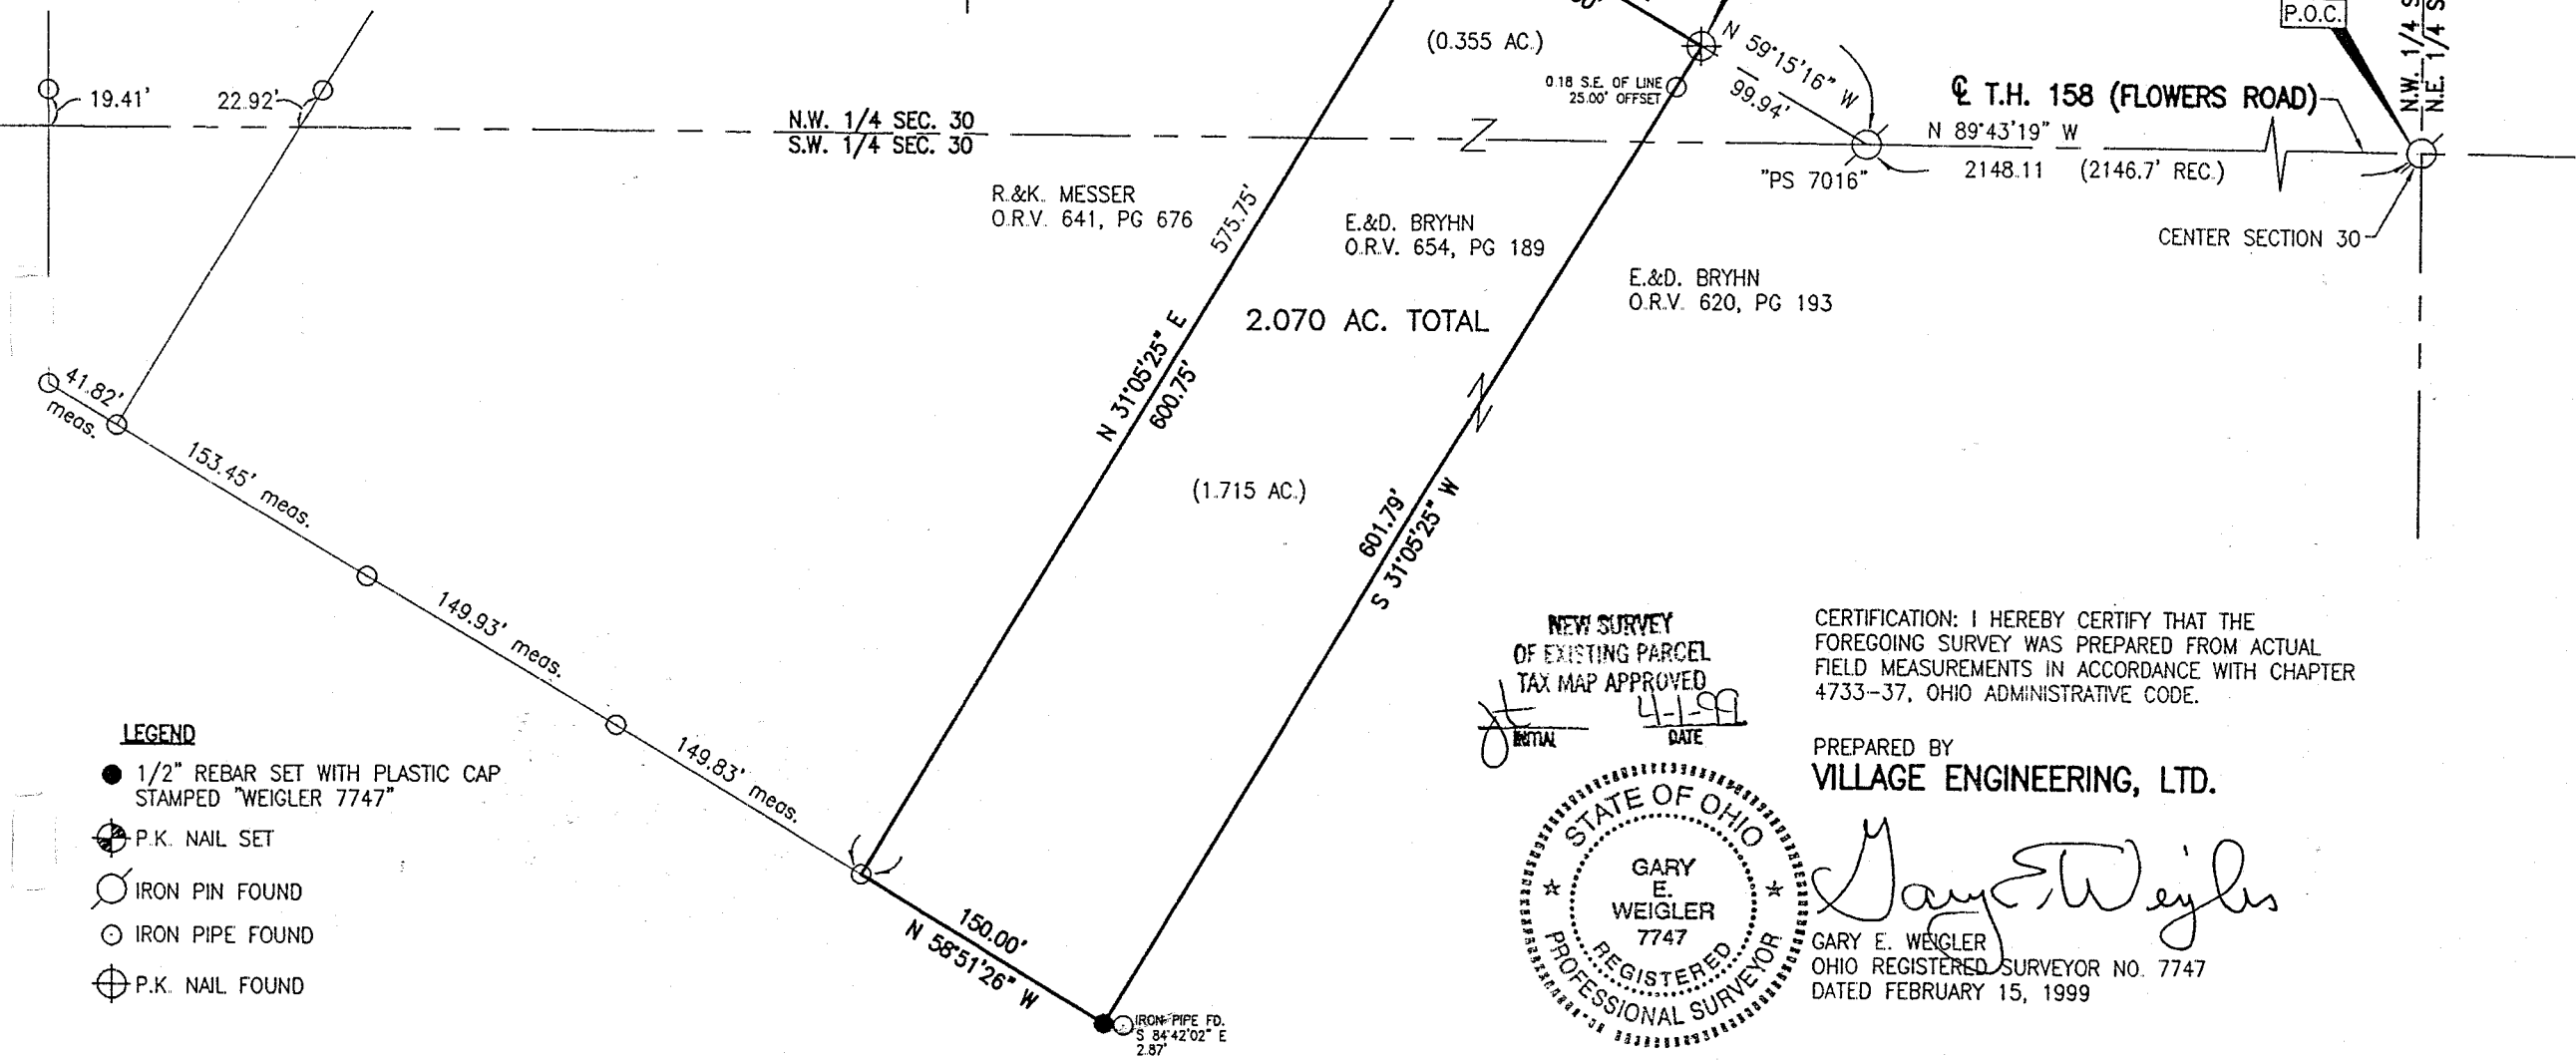 (0.355 AC.)
P.O.C.
N.W. 1/4 S
N.E. 1/4 S
19.41'
22.92'
0.18 S.E. OF LINE
25.00' OFFSET
N 59°15'16" W
99.94'
℄ T.H. 158 (FLOWERS ROAD)
N.W. 1/4 SEC. 30
S.W. 1/4 SEC. 30
N 89°43'19" W
2148.11 (2146.7' REC.)
"PS 7016"
CENTER SECTION 30
R.&K. MESSER
O.R.V. 641, PG 676
575.75'
E.&D. BRYHN
O.R.V. 654, PG 189
E.&D. BRYHN
O.R.V. 620, PG 193
2.070 AC. TOTAL
N 31°05'25" E
600.75'
41.82'
meas.
153.45' meas.
(1.715 AC.)
601.79'
S 31°05'25" W
149.93' meas.
149.83' meas.
150.00'
N 58°51'26" W
IRON PIPE FD.
S 84°42'02" E
2.87'
LEGEND
1/2" REBAR SET WITH PLASTIC CAP
STAMPED "WEIGLER 7747"
P.K. NAIL SET
IRON PIN FOUND
IRON PIPE FOUND
P.K. NAIL FOUND
NEW SURVEY
OF EXISTING PARCEL
TAX MAP APPROVED
jt 4-1-99
INITIAL DATE
CERTIFICATION: I HEREBY CERTIFY THAT THE
FOREGOING SURVEY WAS PREPARED FROM ACTUAL
FIELD MEASUREMENTS IN ACCORDANCE WITH CHAPTER
4733-37, OHIO ADMINISTRATIVE CODE.
PREPARED BY
VILLAGE ENGINEERING, LTD.
STATE OF OHIO
GARY
E.
WEIGLER
7747
REGISTERED
PROFESSIONAL SURVEYOR
Gary E Weigler
GARY E. WEIGLER
OHIO REGISTERED SURVEYOR NO. 7747
DATED FEBRUARY 15, 1999